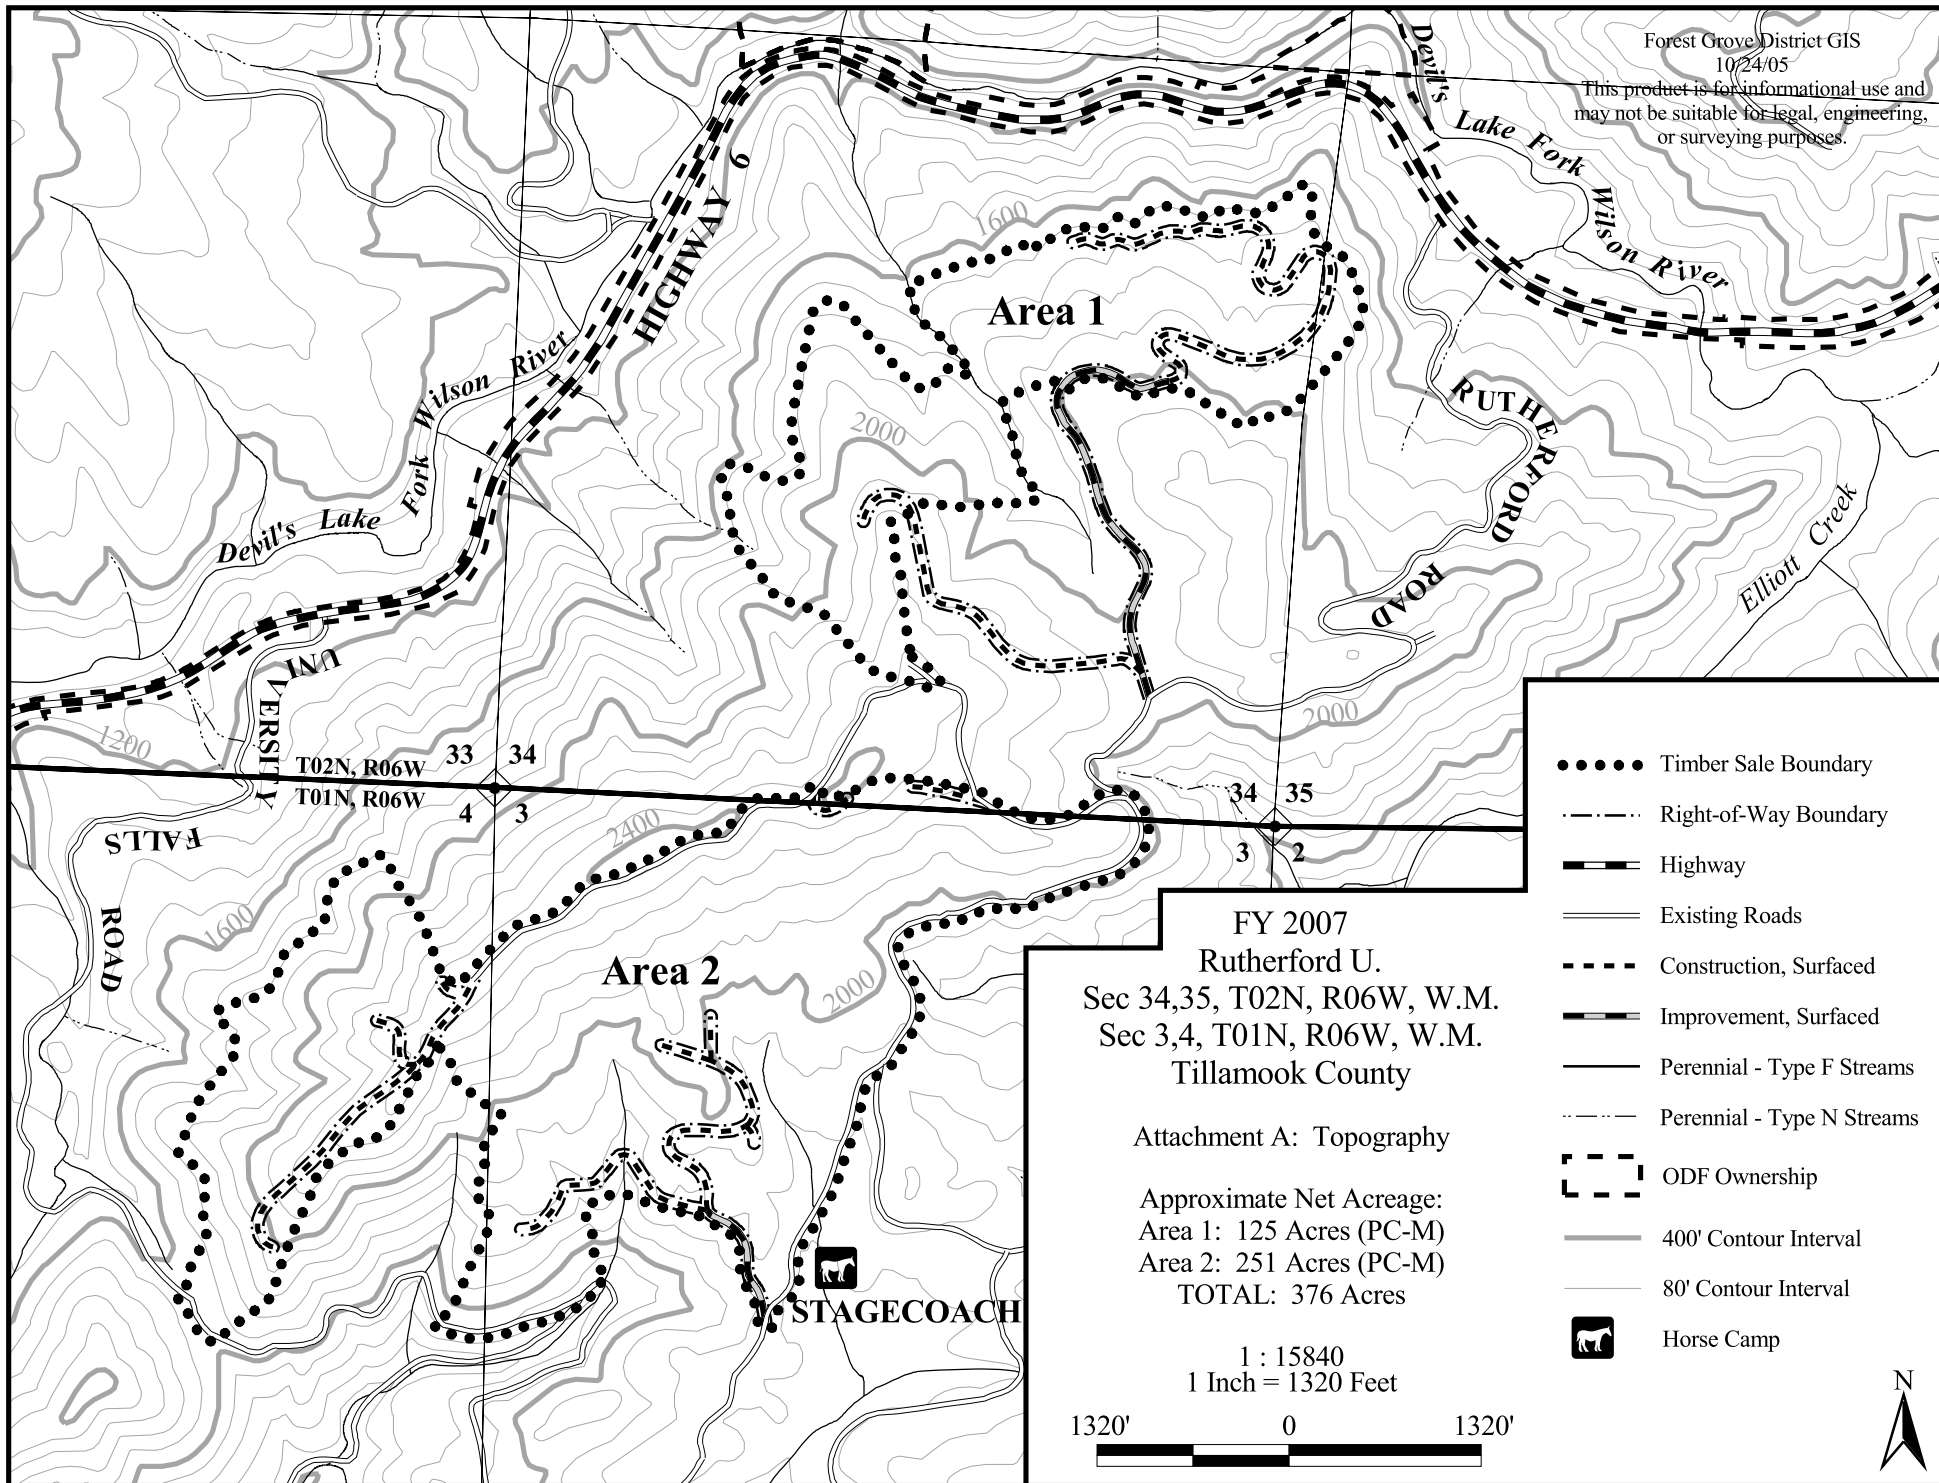 Forest Grove District GIS
10/24/05
This product is for informational use and
may not be suitable for legal, engineering,
or surveying purposes.
Devil's Lake Fork Wilson River
HIGHWAY 6
1600
Area 1
Devil's Lake Fork Wilson River
2000
RUTHERFORD ROAD
Elliott Creek
UNIVERSITY FALLS ROAD
1200
2000
T02N, R06W
T01N, R06W
33 34
4 3
34 35
3 2
2400
1600
Area 2
2000
STAGECOACH
FY 2007
Rutherford U.
Sec 34,35, T02N, R06W, W.M.
Sec 3,4, T01N, R06W, W.M.
Tillamook County
Attachment A: Topography
Approximate Net Acreage:
Area 1: 125 Acres (PC-M)
Area 2: 251 Acres (PC-M)
TOTAL: 376 Acres
1 : 15840
1 Inch = 1320 Feet
1320' 0 1320'
Timber Sale Boundary
Right-of-Way Boundary
Highway
Existing Roads
Construction, Surfaced
Improvement, Surfaced
Perennial - Type F Streams
Perennial - Type N Streams
ODF Ownership
400' Contour Interval
80' Contour Interval
Horse Camp
N